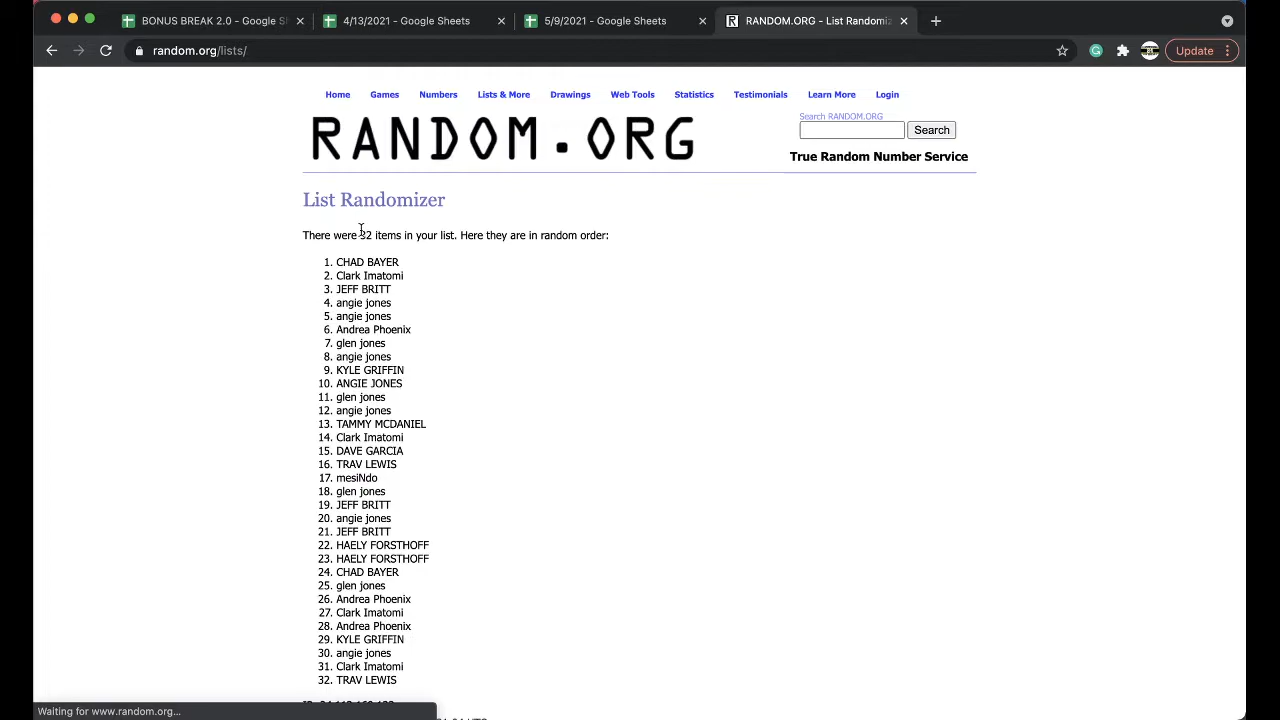 BONUS BREAK 2.0 - Google S
4/13/2021 - Google Sheets
5/9/2021 - Google Sheets
RANDOM.ORG - List Randomiz
random.org/lists/
Update
Home Games Numbers Lists & More Drawings Web Tools Statistics Testimonials Learn More Login
RANDOM.ORG
Search RANDOM.ORG
Search
True Random Number Service
List Randomizer
There were 32 items in your list. Here they are in random order:
1. CHAD BAYER
2. Clark Imatomi
3. JEFF BRITT
4. angie jones
5. angie jones
6. Andrea Phoenix
7. glen jones
8. angie jones
9. KYLE GRIFFIN
10. ANGIE JONES
11. glen jones
12. angie jones
13. TAMMY MCDANIEL
14. Clark Imatomi
15. DAVE GARCIA
16. TRAV LEWIS
17. mesiNdo
18. glen jones
19. JEFF BRITT
20. angie jones
21. JEFF BRITT
22. HAELY FORSTHOFF
23. HAELY FORSTHOFF
24. CHAD BAYER
25. glen jones
26. Andrea Phoenix
27. Clark Imatomi
28. Andrea Phoenix
29. KYLE GRIFFIN
30. angie jones
31. Clark Imatomi
32. TRAV LEWIS
Waiting for www.random.org...